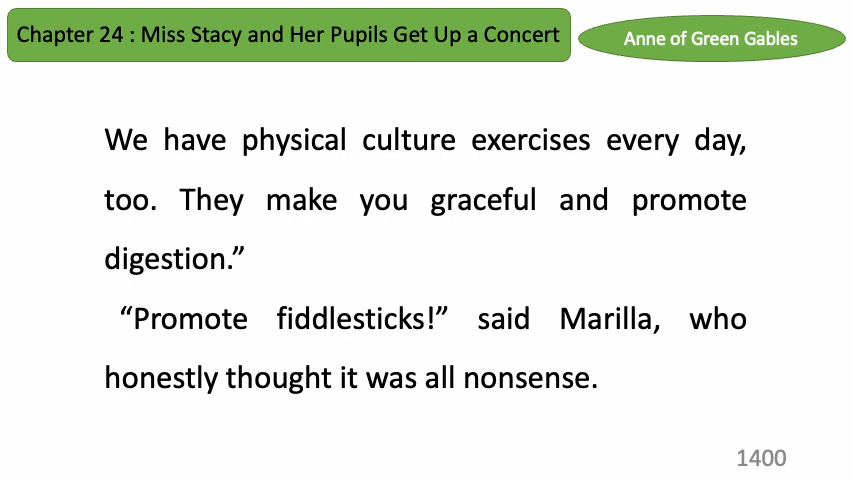 Chapter 24 : Miss Stacy and Her Pupils Get Up a Concert
Anne of Green Gables
We have physical culture exercises every day,
too. They make you graceful and promote
digestion.”
“Promote fiddlesticks!” said Marilla, who
honestly thought it was all nonsense.
1400